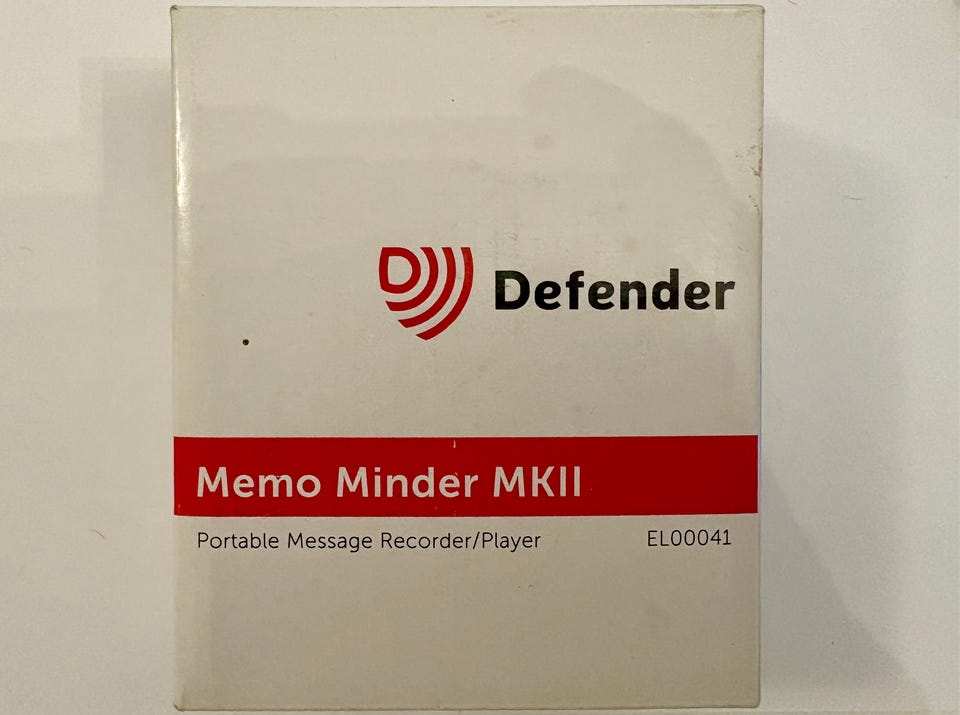 Defender
Memo Minder MKII
Portable Message Recorder/Player EL00041